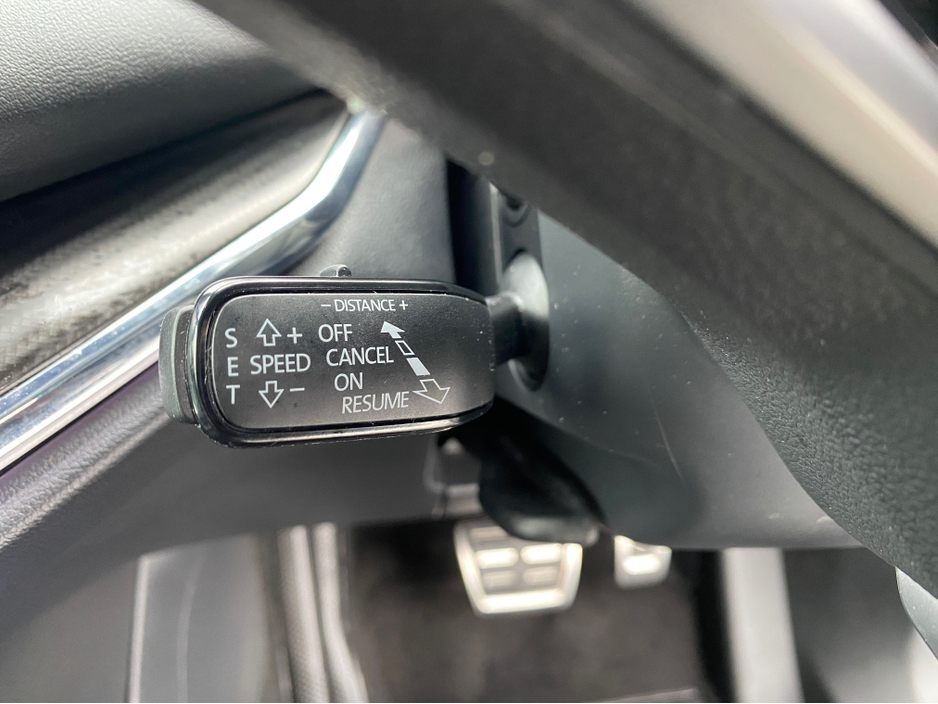 − DISTANCE +
S + OFF
E SPEED CANCEL
T − ON
RESUME